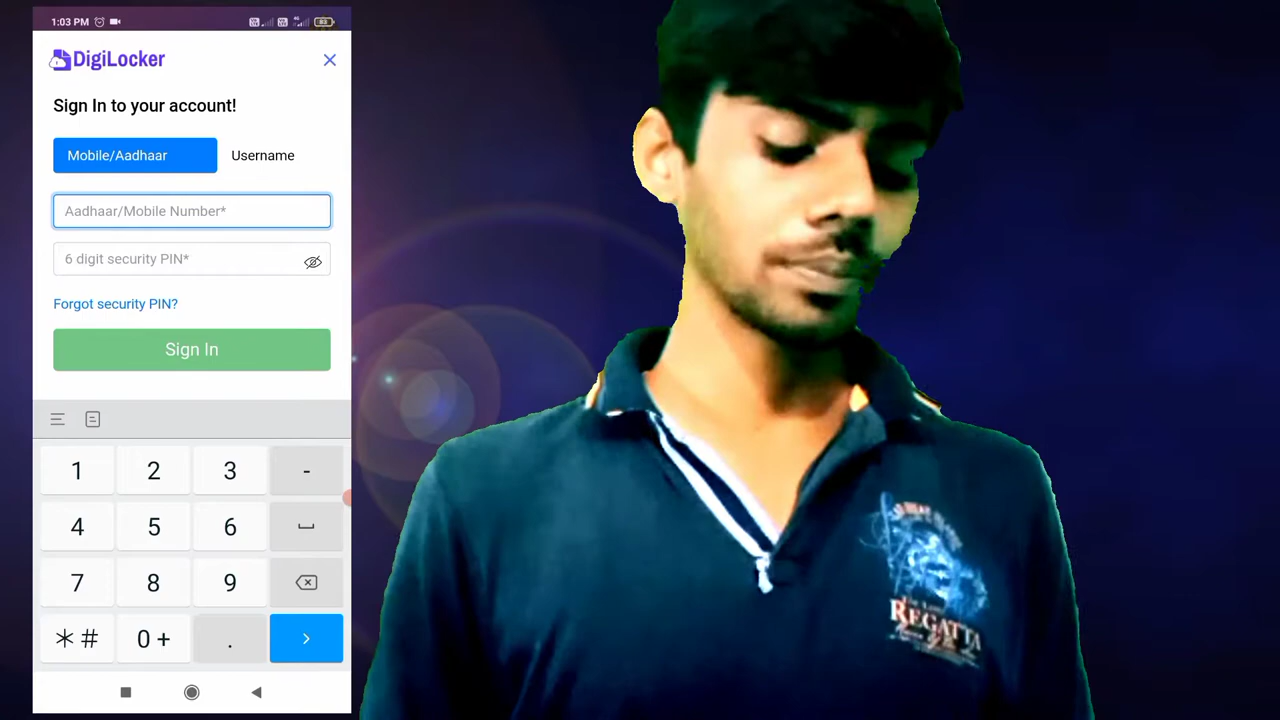 1:03 PM
83
DigiLocker
Sign In to your account!
Mobile/Aadhaar
Username
Aadhaar/Mobile Number*
6 digit security PIN*
Forgot security PIN?
Sign In
1 2 3 -
4 5 6
7 8 9
*# 0 + .
REGATTA